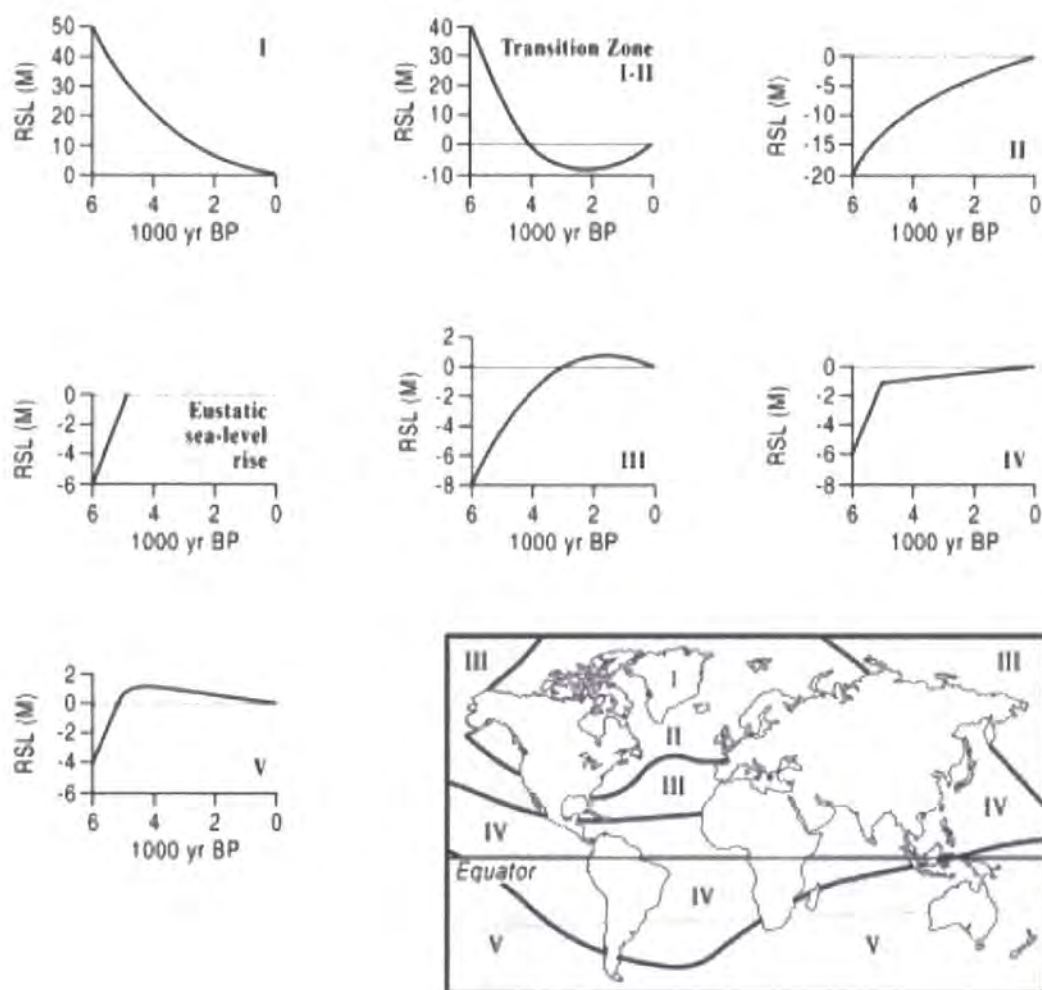 50
40
30
20
10
0
RSL (M)
I
6 4 2 0
1000 yr BP
40
30
20
10
0
-10
RSL (M)
Transition Zone
I-II
6 4 2 0
1000 yr BP
0
-5
-10
-15
-20
RSL (M)
II
6 4 2 0
1000 yr BP
0
-2
-4
-6
RSL (M)
Eustatic
sea-level
rise
6 4 2 0
1000 yr BP
2
0
-2
-4
-6
-8
RSL (M)
III
6 4 2 0
1000 yr BP
0
-2
-4
-6
-8
RSL (M)
IV
6 4 2 0
1000 yr BP
2
0
-2
-4
-6
RSL (M)
V
6 4 2 0
1000 yr BP
III
I
III
II
III
IV
IV
Equator
IV
V
V